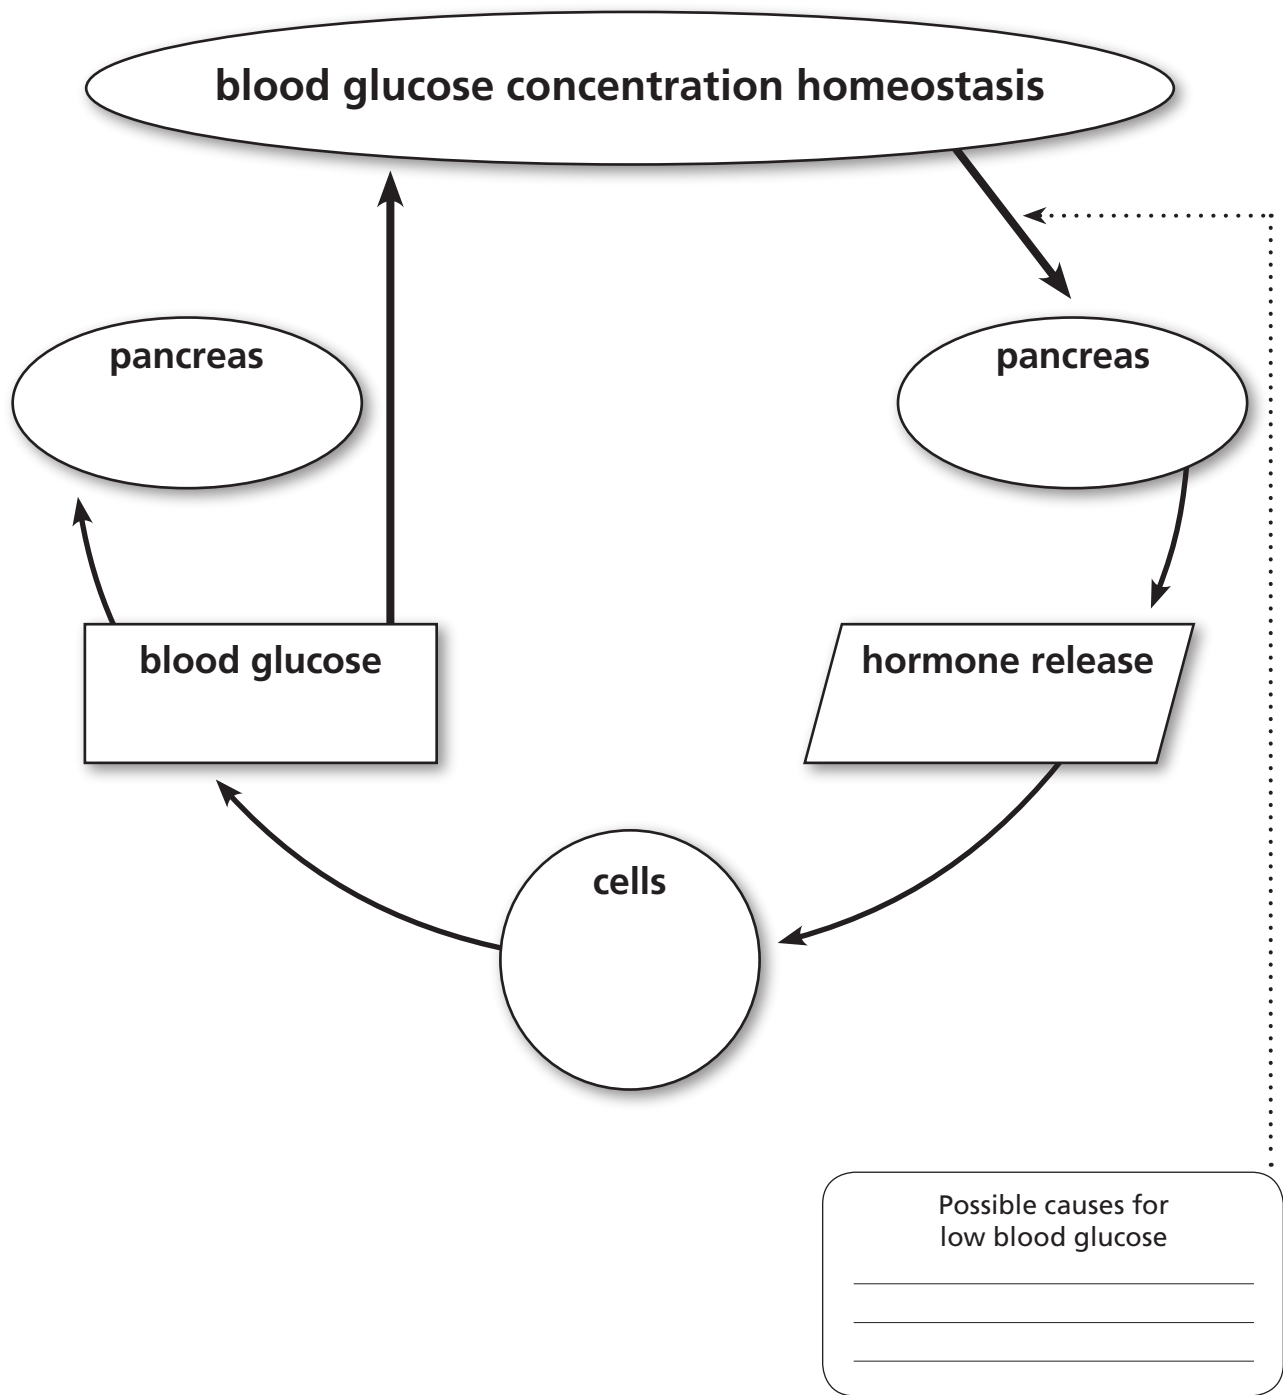 blood glucose concentration homeostasis
pancreas
pancreas
blood glucose
hormone release
cells
Possible causes for
low blood glucose